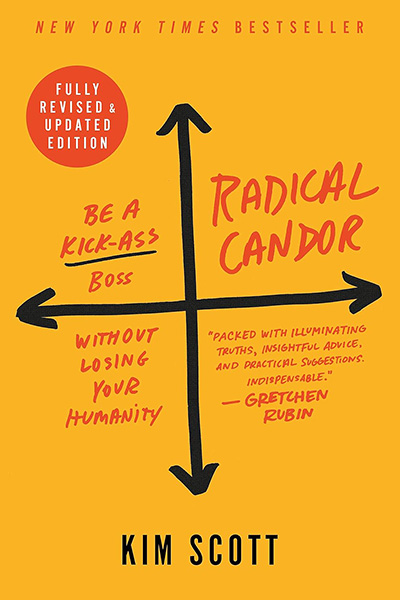 NEW YORK TIMES BESTSELLER
FULLY
REVISED &
UPDATED
EDITION
BE A
KICK-ASS
BOSS
RADICAL
CANDOR
WITHOUT
LOSING
YOUR
HUMANITY
"PACKED WITH ILLUMINATING
TRUTHS, INSIGHTFUL ADVICE,
AND PRACTICAL SUGGESTIONS.
INDISPENSABLE."
— GRETCHEN
RUBIN
KIM SCOTT